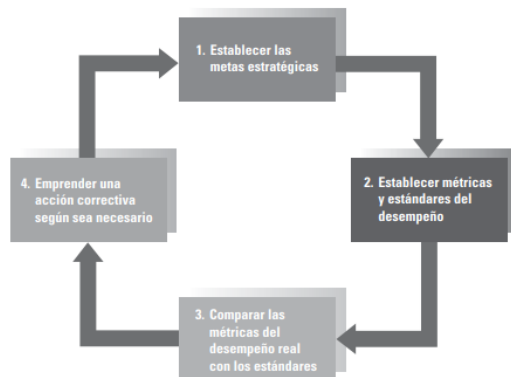 1. Establecer las
metas estratégicas
2. Establecer métricas
y estándares del
desempeño
3. Comparar las
métricas del
desempeño real
con los estándares
4. Emprender una
acción correctiva
según sea necesario